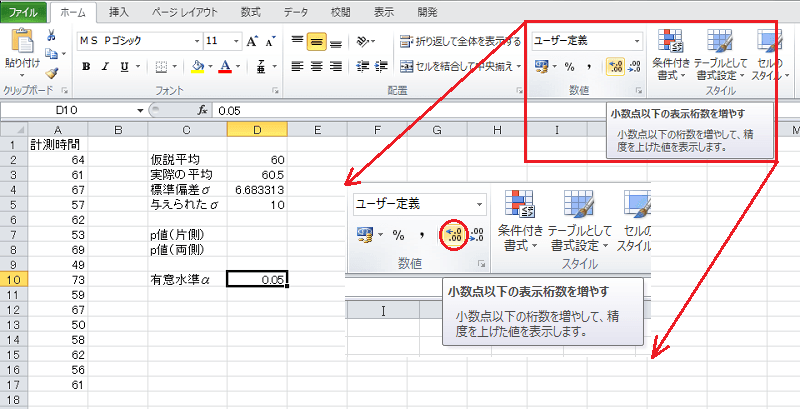 ファイル ホーム 挿入 ページ レイアウト 数式 データ 校閲 表示 開発
ＭＳ Ｐゴシック 11 折り返して全体を表示する ユーザー定義
貼り付け B I U セルを結合して中央揃え % , 条件付き書式 テーブルとして書式設定 セルのスタイル
クリップボード フォント 配置 数値 スタイル
D10 fx 0.05
小数点以下の表示桁数を増やす
小数点以下の桁数を増やして、精
度を上げた値を表示します。
A B C D E F G H I M
1 計測時間
2 64 仮説平均 60
3 61 実際の平均 60.5
4 67 標準偏差σ 6.683313
5 57 与えられたσ 10
6 62
7 53 p値(片側)
8 69 p値(両側)
9 49
10 73 有意水準α 0.05
11 59
12 67
13 50
14 58
15 62
16 56
17 61
ユーザー定義
% , .00 .00 条件付き書式 テーブルとして書式設定 セルのスタイル
数値 スタイル
小数点以下の表示桁数を増やす
小数点以下の桁数を増やして、精
度を上げた値を表示します。
I